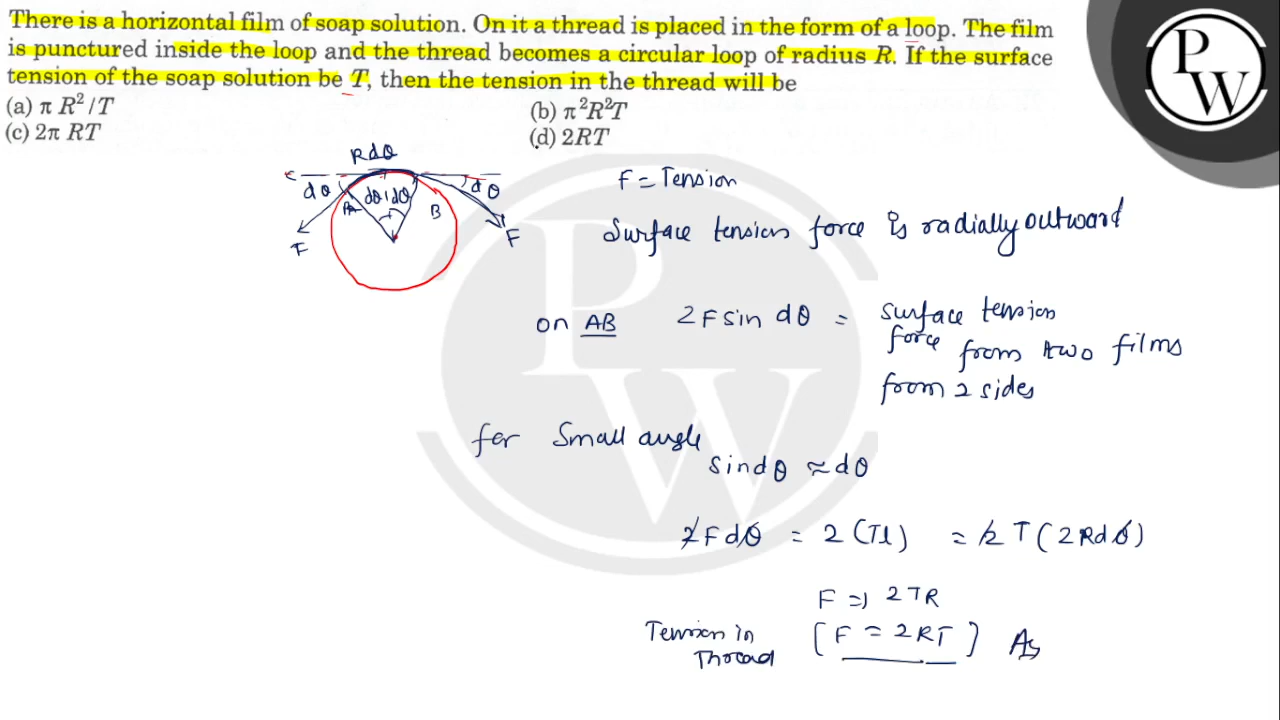 There is a horizontal film of soap solution. On it a thread is placed in the form of a loop. The film
is punctured inside the loop and the thread becomes a circular loop of radius R. If the surface
tension of the soap solution be T, then the tension in the thread will be
(a) π R²/T (b) π²R²T
(c) 2π RT (d) 2RT
PW
Rdθ
dθ dθ dθ dθ
A B
F F
F = Tension
Surface tension force is radially outward
on AB 2F sin dθ = surface tension
force from two films
from 2 sides
for small angle
sin dθ ≈ dθ
2F dθ = 2 (Tl) = 2 T (2Rdθ)
F => 2TR
Tension in [F = 2RT] As
Thread
PW